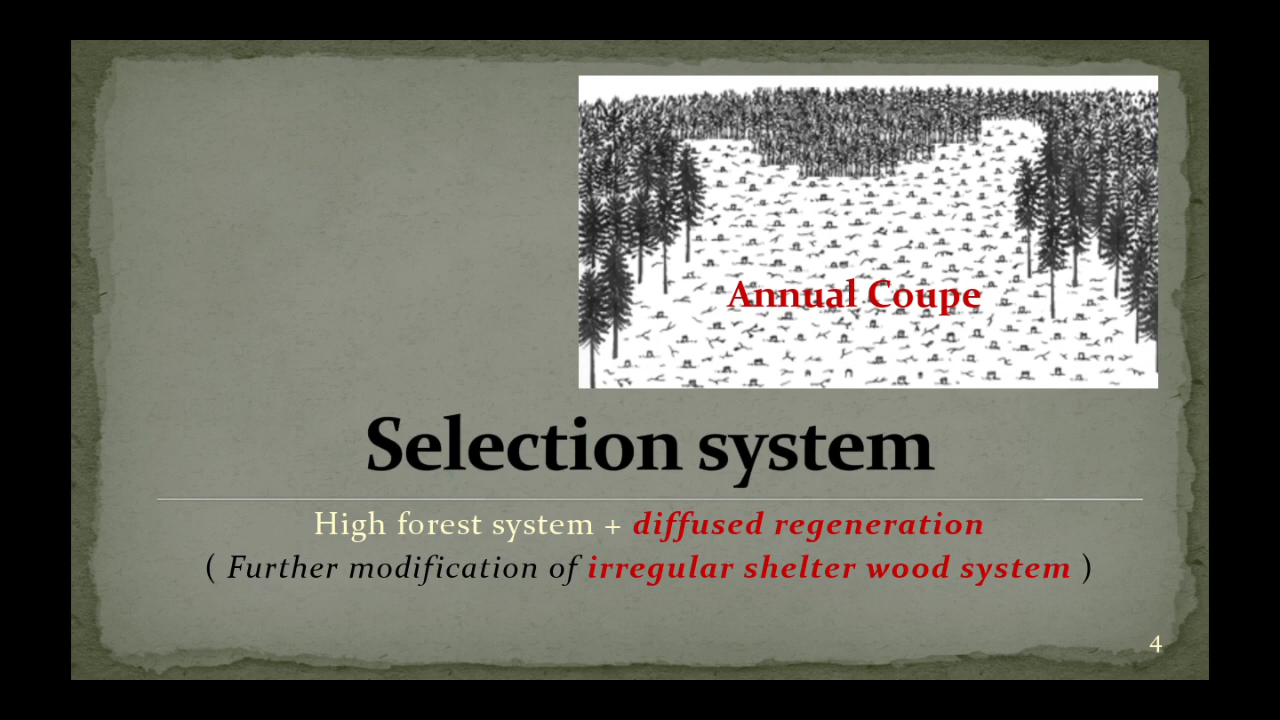 Annual Coupe
Selection system
High forest system + diffused regeneration
( Further modification of irregular shelter wood system )
4